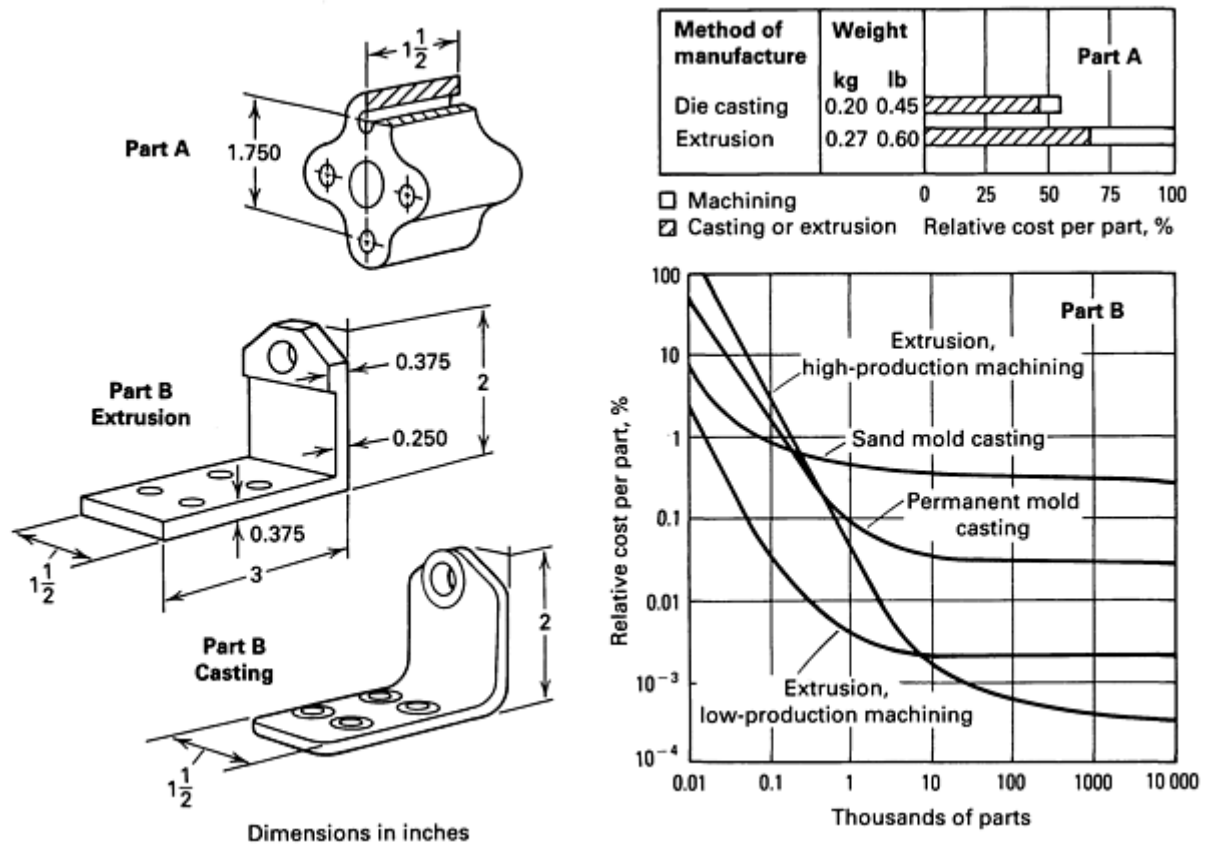 1 1/2
Part A
1.750
Part B
Extrusion
0.375
2
0.250
0.375
3
1 1/2
Part B
Casting
2
1 1/2
Dimensions in inches
Method of
manufacture
Weight
kg lb
Part A
Die casting 0.20 0.45
Extrusion 0.27 0.60
0 25 50 75 100
Machining
Casting or extrusion
Relative cost per part, %
Part B
100
10
1
0.1
0.01
10⁻³
10⁻⁴
Relative cost per part, %
Extrusion,
high-production machining
Sand mold casting
Permanent mold
casting
Extrusion,
low-production machining
0.01 0.1 1 10 100 1000 10 000
Thousands of parts